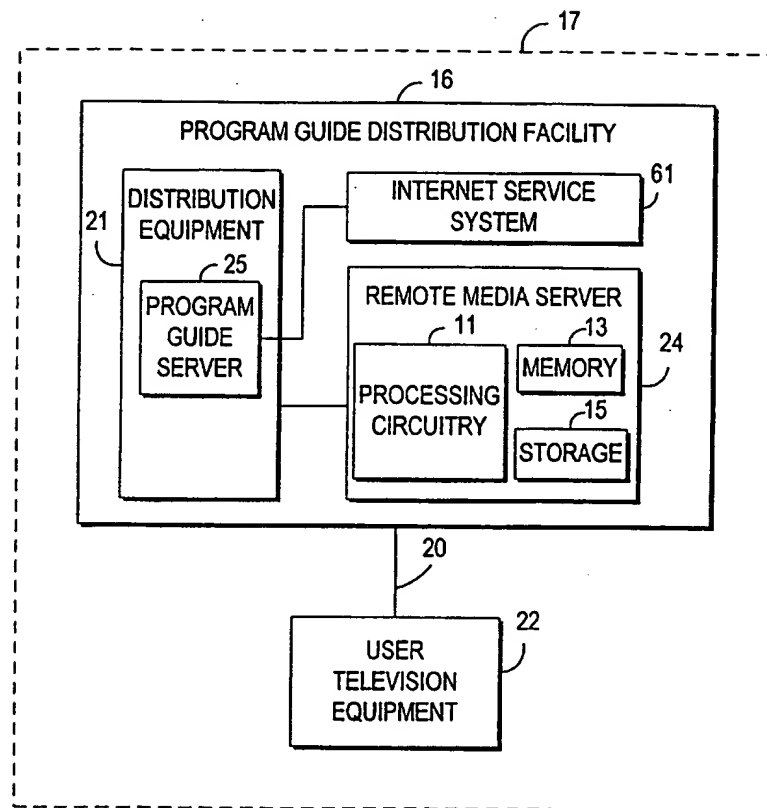 17
16
PROGRAM GUIDE DISTRIBUTION FACILITY
DISTRIBUTION
EQUIPMENT
21
25
PROGRAM
GUIDE
SERVER
INTERNET SERVICE
SYSTEM
61
REMOTE MEDIA SERVER
11
PROCESSING
CIRCUITRY
13
MEMORY
24
15
STORAGE
20
22
USER
TELEVISION
EQUIPMENT